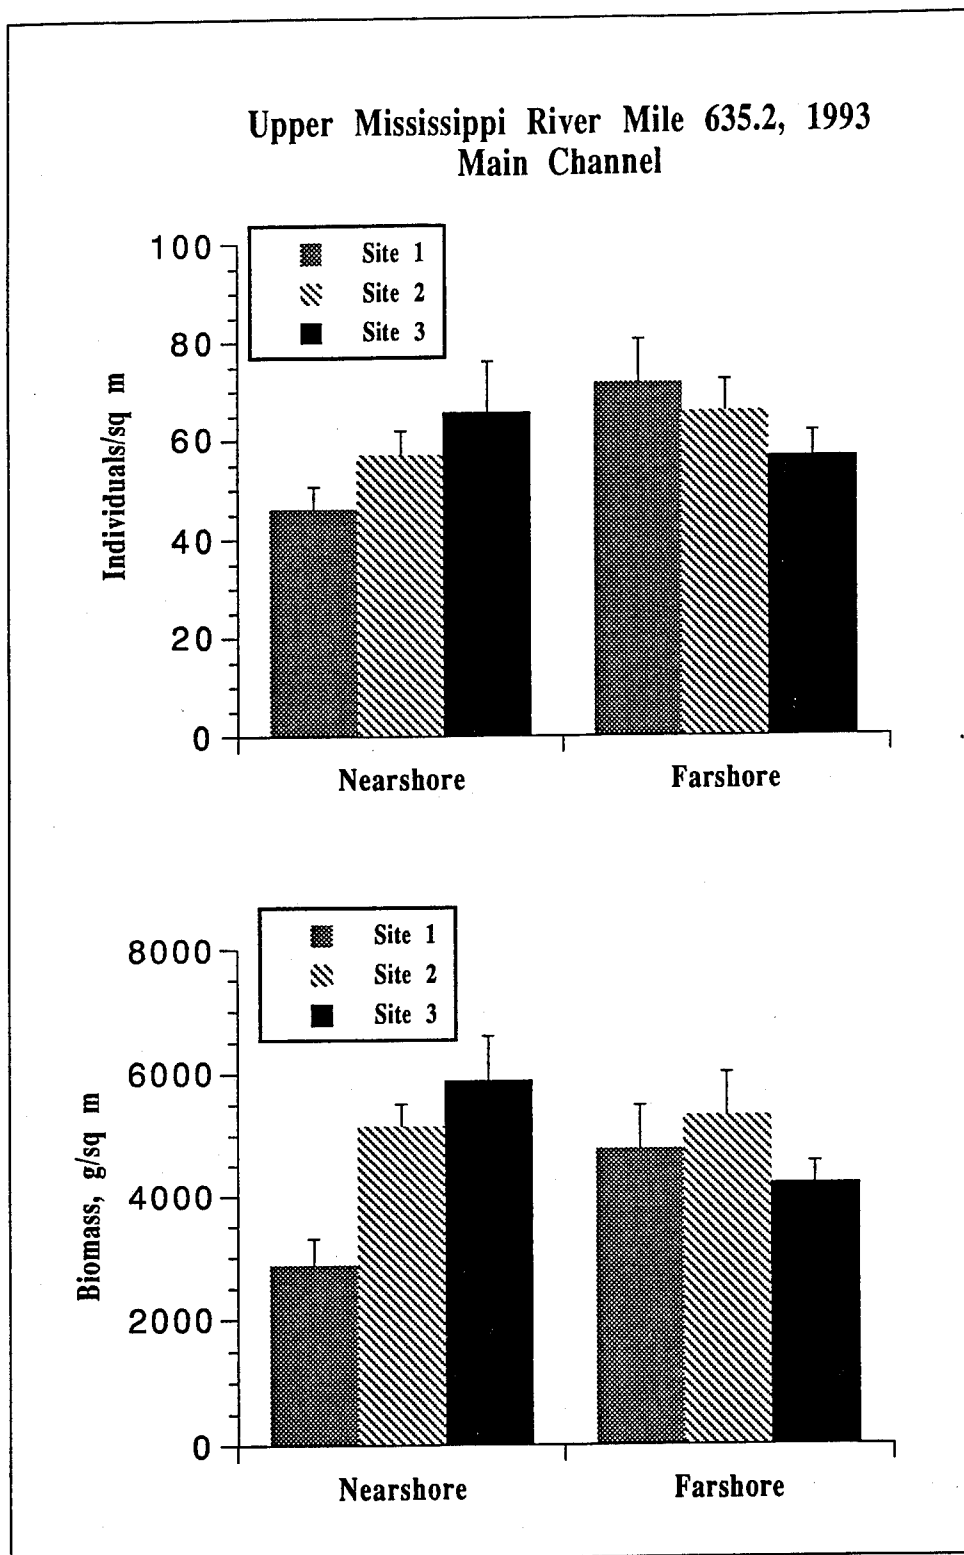 Upper Mississippi River Mile 635.2, 1993
Main Channel
Site 1
Site 2
Site 3
100
80
60
40
20
0
Individuals/sq m
Nearshore
Farshore
Site 1
Site 2
Site 3
8000
6000
4000
2000
0
Biomass, g/sq m
Nearshore
Farshore